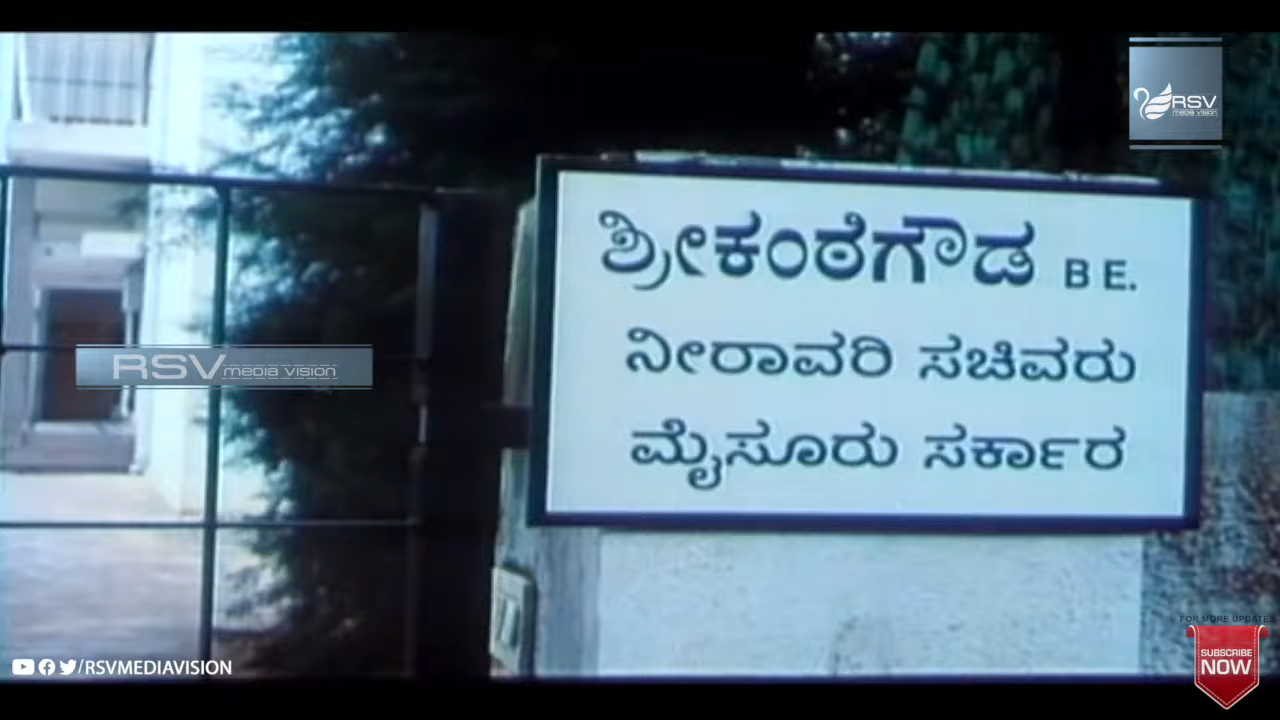 RSV
media vision
ಶ್ರೀಕಂಠೆಗೌಡ B E.
ನೀರಾವರಿ ಸಚಿವರು
ಮೈಸೂರು ಸರ್ಕಾರ
RSV media vision
FOR MORE UPDATES
SUBSCRIBE
NOW
/RSVMEDIAVISION